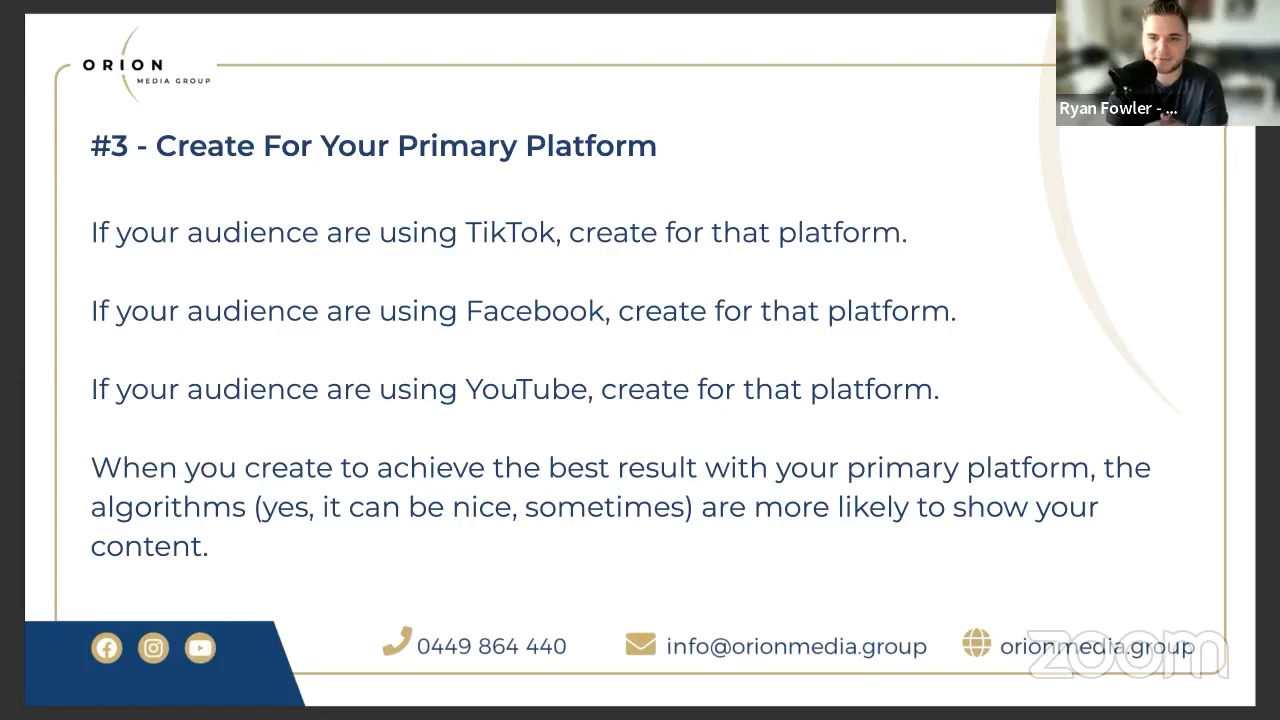 ORION
MEDIA GROUP
Ryan Fowler - ...
#3 - Create For Your Primary Platform
If your audience are using TikTok, create for that platform.
If your audience are using Facebook, create for that platform.
If your audience are using YouTube, create for that platform.
When you create to achieve the best result with your primary platform, the
algorithms (yes, it can be nice, sometimes) are more likely to show your
content.
0449 864 440 info@orionmedia.group orionmedia.group
zoom